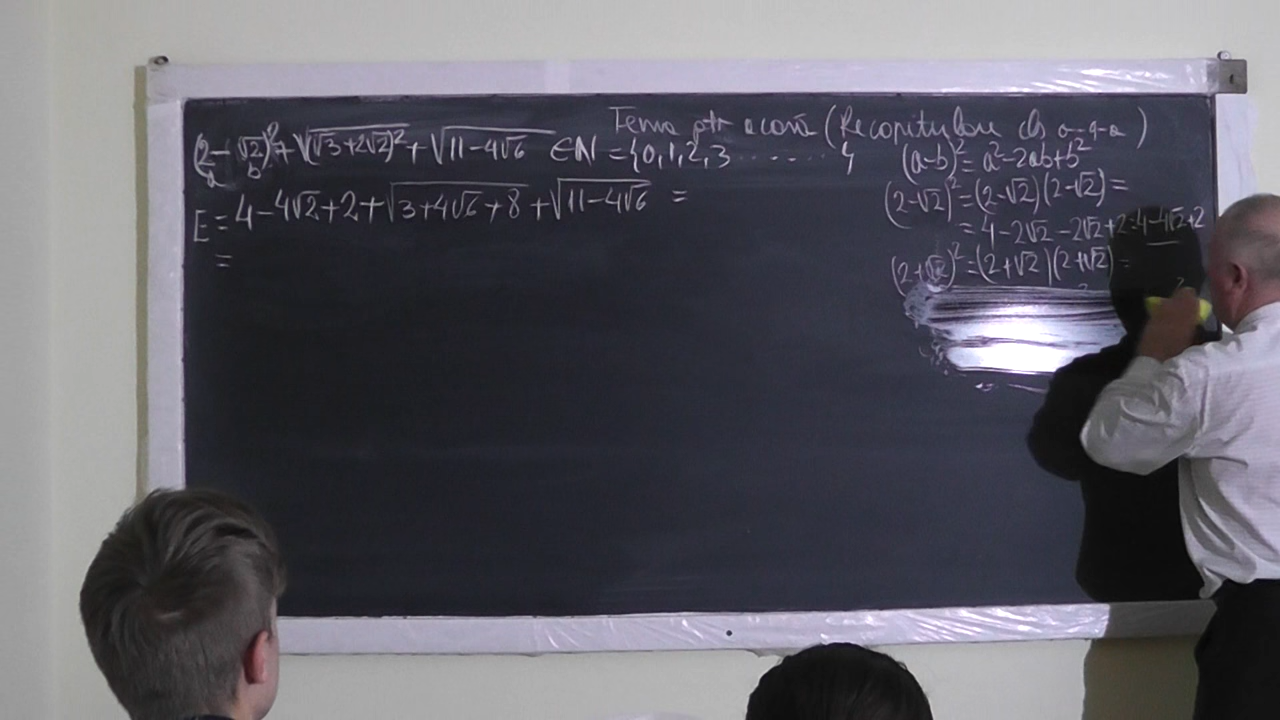 Tema ptr acasă (Recapitulare cls a-9-a)
(2-√2)²+√(√3+2√2)²+√11-4√6 ∈ℕ={0,1,2,3.......}
a b
E=4-4√2+2+√3+4√6+8+√11-4√6 =
=
(a-b)²=a²-2ab+b²
(2-√2)²=(2-√2)(2-√2)=
=4-2√2-2√2+2=4-4√2+2
(2+√2)²=(2+√2)(2+√2)=